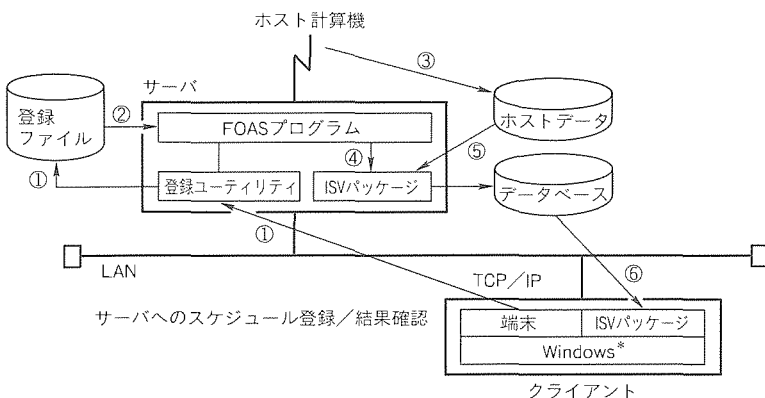 ホスト計算機
③
サーバ
登録
ファイル
②
FOASプログラム
ホストデータ
④
⑤
①
登録ユーティリティ
ISVパッケージ
データベース
①
LAN
TCP/IP
⑥
サーバへのスケジュール登録/結果確認
端末
ISVパッケージ
Windows*
クライアント